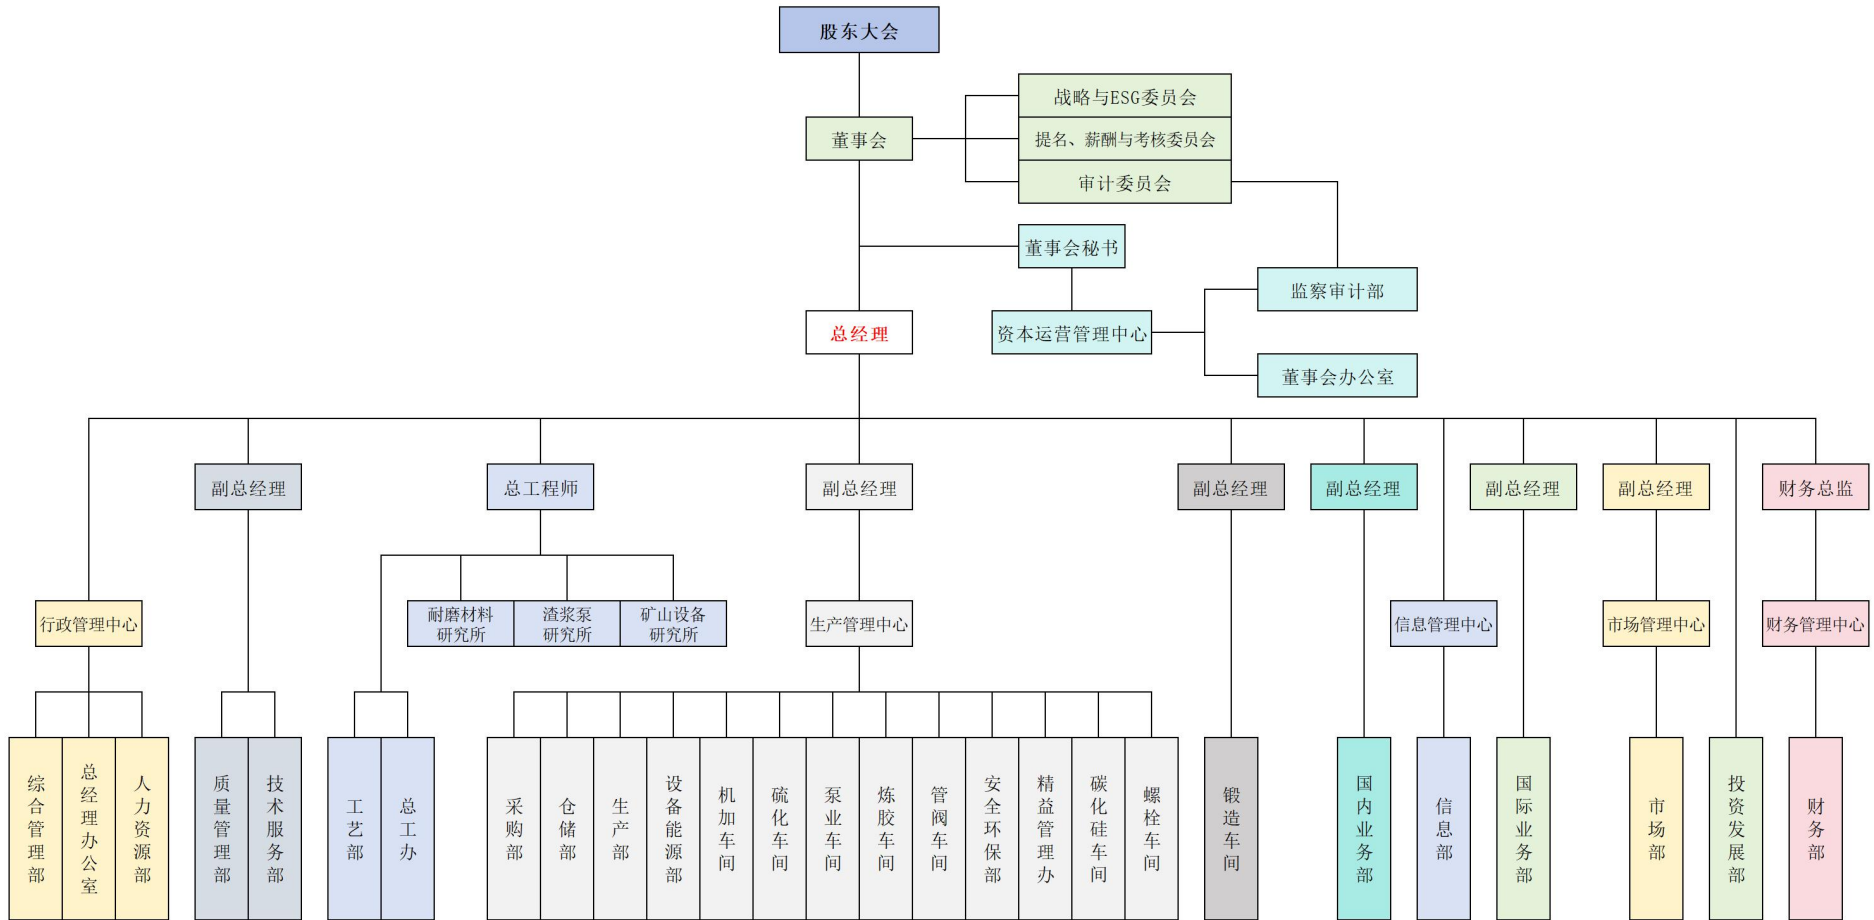 股东大会
战略与ESG委员会
董事会
提名、薪酬与考核委员会
审计委员会
董事会秘书
监察审计部
总经理
资本运营管理中心
董事会办公室
副总经理
总工程师
副总经理
副总经理
副总经理
副总经理
副总经理
财务总监
行政管理中心
耐磨材料
研究所
渣浆泵
研究所
矿山设备
研究所
生产管理中心
信息管理中心
市场管理中心
财务管理中心
综合管理部
总经理办公室
人力资源部
质量管理部
技术服务部
工艺部
总工办
采购部
仓储部
生产部
设备能源部
机加车间
硫化车间
泵业车间
炼胶车间
管阀车间
安全环保部
精益管理办
碳化硅车间
螺栓车间
锻造车间
国内业务部
信息部
国际业务部
市场部
投资发展部
财务部